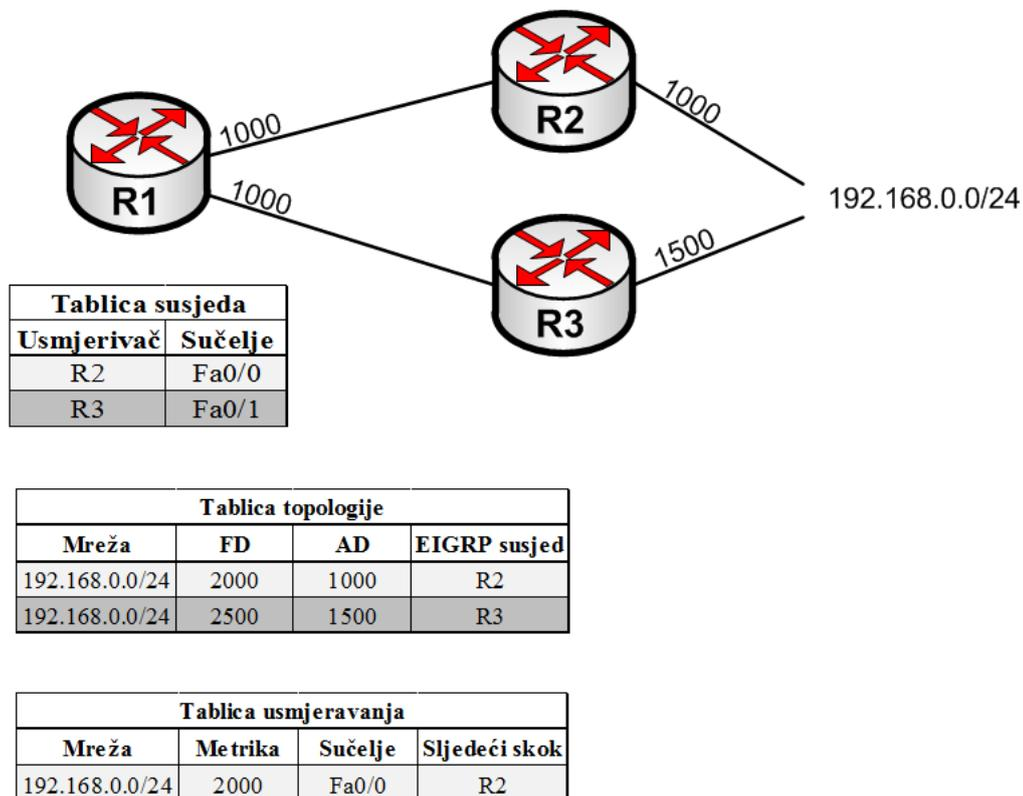 R2
1000
1000
R1
192.168.0.0/24
1000
1500
R3
Tablica susjeda
Usmjerivač Sučelje
R2 Fa0/0
R3 Fa0/1
Tablica topologije
Mreža FD AD EIGRP susjed
192.168.0.0/24 2000 1000 R2
192.168.0.0/24 2500 1500 R3
Tablica usmjeravanja
Mreža Metrika Sučelje Sljedeći skok
192.168.0.0/24 2000 Fa0/0 R2